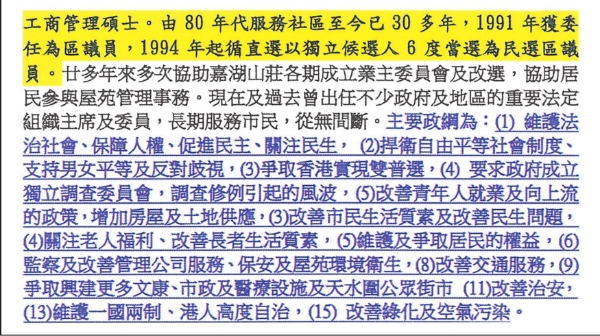 工商管理碩士。由 80 年代服務社區至今已 30 多年，1991 年獲委
任為區議員，1994 年起循直選以獨立候選人 6 度當選為民選區議
員。廿多年來多次協助嘉湖山莊各期成立業主委員會及改選，協助居
民參與屋苑管理事務。現在及過去曾出任不少政府及地區的重要法定
組織主席及委員，長期服務市民，從無間斷。主要政綱為：(1) 維護法
治社會、保障人權、促進民主、關注民生，(2)捍衛自由平等社會制度、
支持男女平等及反對歧視，(3)爭取香港實現雙普選，(4) 要求政府成立
獨立調查委員會，調查修例引起的風波，(5)改善青年人就業及向上流
的政策，增加房屋及土地供應，(3)改善市民生活質素及改善民生問題，
(4)關注老人福利、改善長者生活質素，(5)維護及爭取居民的權益，(6)
監察及改善管理公司服務、保安及屋苑環境衛生，(8)改善交通服務，(9)
爭取興建更多文康、市政及醫療設施及天水圍公眾街市 (11)改善治安，
(13)維護一國兩制、港人高度自治，(15) 改善綠化及空氣污染。